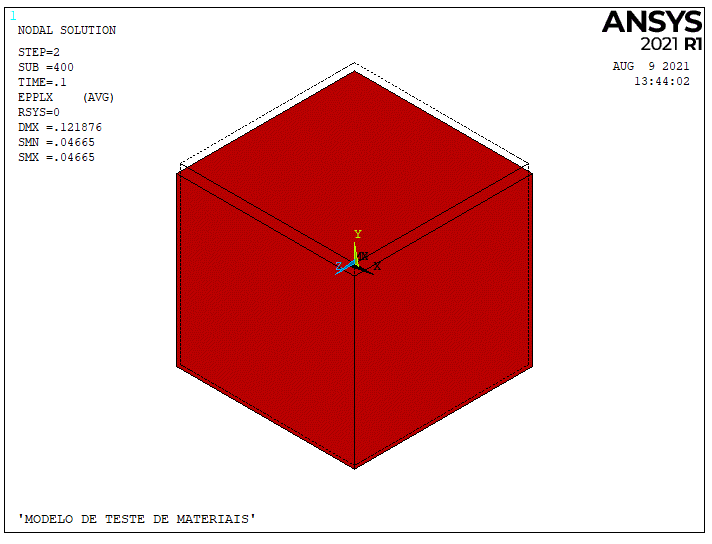 1
NODAL SOLUTION
STEP=2
SUB =400
TIME=.1
EPPLX    (AVG)
RSYS=0
DMX =.121876
SMN =.04665
SMX =.04665
ANSYS
2021 R1
AUG  9 2021
13:44:02
Y
Z
X
'MODELO DE TESTE DE MATERIAIS'